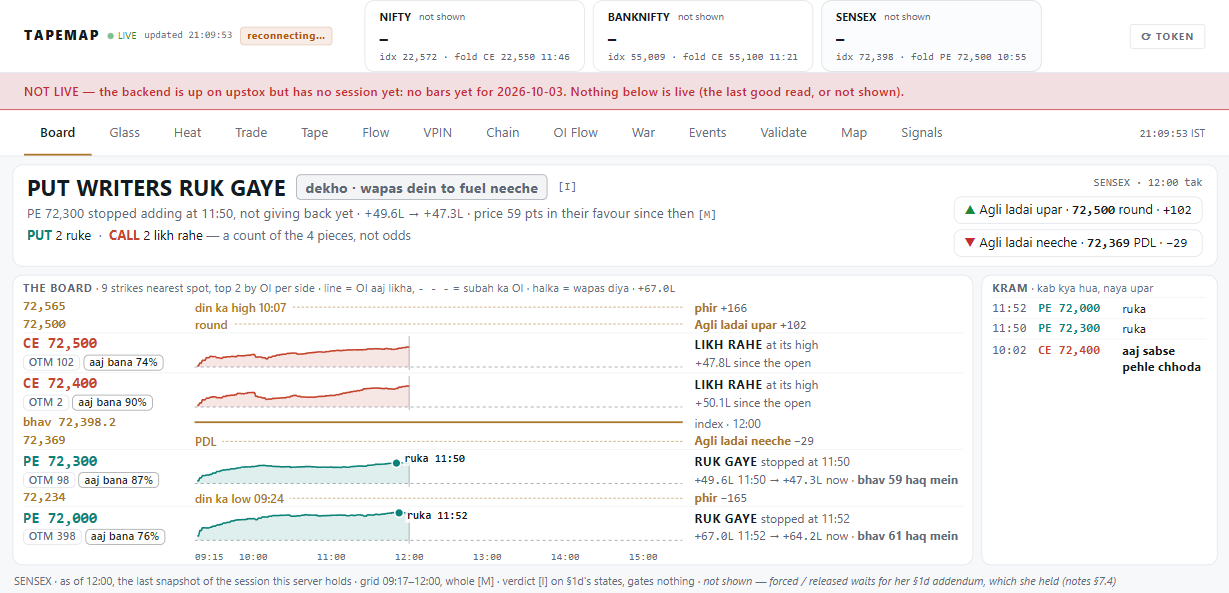 TAPEMAP ● LIVE updated 21:09:53 reconnecting...
NIFTY not shown
–
idx 22,572 · fold CE 22,550 11:46
BANKNIFTY not shown
–
idx 55,009 · fold CE 55,100 11:21
SENSEX not shown
–
idx 72,398 · fold PE 72,500 10:55
⟳ TOKEN
NOT LIVE — the backend is up on upstox but has no session yet: no bars yet for 2026-10-03. Nothing below is live (the last good read, or not shown).
Board Glass Heat Trade Tape Flow VPIN Chain OI Flow War Events Validate Map Signals 21:09:53 IST
PUT WRITERS RUK GAYE dekho · wapas dein to fuel neeche [I]
PE 72,300 stopped adding at 11:50, not giving back yet · +49.6L → +47.3L · price 59 pts in their favour since then [M]
PUT 2 ruke · CALL 2 likh rahe — a count of the 4 pieces, not odds
SENSEX · 12:00 tak
▲ Agli ladai upar · 72,500 round · +102
▼ Agli ladai neeche · 72,369 PDL · −29
THE BOARD · 9 strikes nearest spot, top 2 by OI per side · line = OI aaj likha, - - - = subah ka OI · halka = wapas diya · +67.0L
72,565 din ka high 10:07 phir +166
72,500 round Agli ladai upar +102
CE 72,500 LIKH RAHE at its high
OTM 102 aaj bana 74% +47.8L since the open
CE 72,400 LIKH RAHE at its high
OTM 2 aaj bana 90% +50.1L since the open
bhav 72,398.2 index · 12:00
72,369 PDL Agli ladai neeche −29
PE 72,300 ruka 11:50 RUK GAYE stopped at 11:50
OTM 98 aaj bana 87% +49.6L 11:50 → +47.3L now · bhav 59 haq mein
72,234 din ka low 09:24 phir −165
PE 72,000 ruka 11:52 RUK GAYE stopped at 11:52
OTM 398 aaj bana 76% +67.0L 11:52 → +64.2L now · bhav 61 haq mein
09:15 10:00 11:00 12:00 13:00 14:00 15:00
KRAM · kab kya hua, naya upar
11:52 PE 72,000 ruka
11:50 PE 72,300 ruka
10:02 CE 72,400 aaj sabse
pehle chhoda
SENSEX · as of 12:00, the last snapshot of the session this server holds · grid 09:17–12:00, whole [M] · verdict [I] on §1d's states, gates nothing · not shown — forced / released waits for her §1d addendum, which she held (notes §7.4)